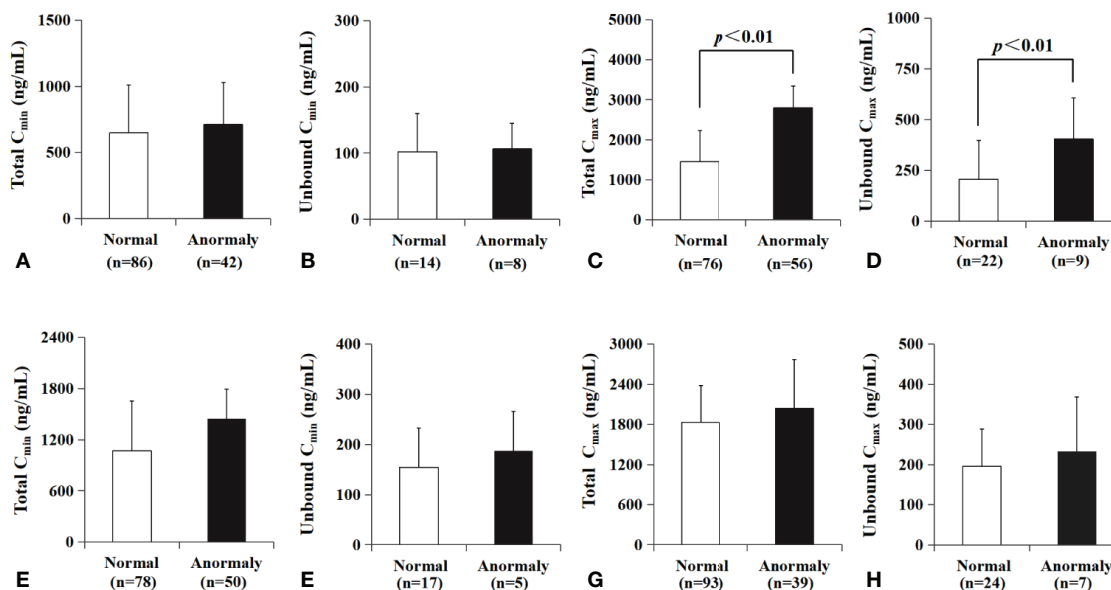 1500
1000
500
0
Total Cmin (ng/mL)
Normal
(n=86)
Anormaly
(n=42)
A
300
200
100
0
Unbound Cmin (ng/mL)
Normal
(n=14)
Anormaly
(n=8)
B
5000
4000
3000
2000
1000
0
Total Cmax (ng/mL)
p<0.01
Normal
(n=76)
Anormaly
(n=56)
C
1000
750
500
250
0
Unbound Cmax (ng/mL)
p<0.01
Normal
(n=22)
Anormaly
(n=9)
D
2400
1800
1200
600
0
Total Cmin (ng/mL)
Normal
(n=78)
Anormaly
(n=50)
E
400
300
200
100
0
Unbound Cmin (ng/mL)
Normal
(n=17)
Anormaly
(n=5)
E
3000
2400
1800
1200
600
0
Total Cmax (ng/mL)
Normal
(n=93)
Anormaly
(n=39)
G
500
400
300
200
100
0
Unbound Cmax (ng/mL)
Normal
(n=24)
Anormaly
(n=7)
H